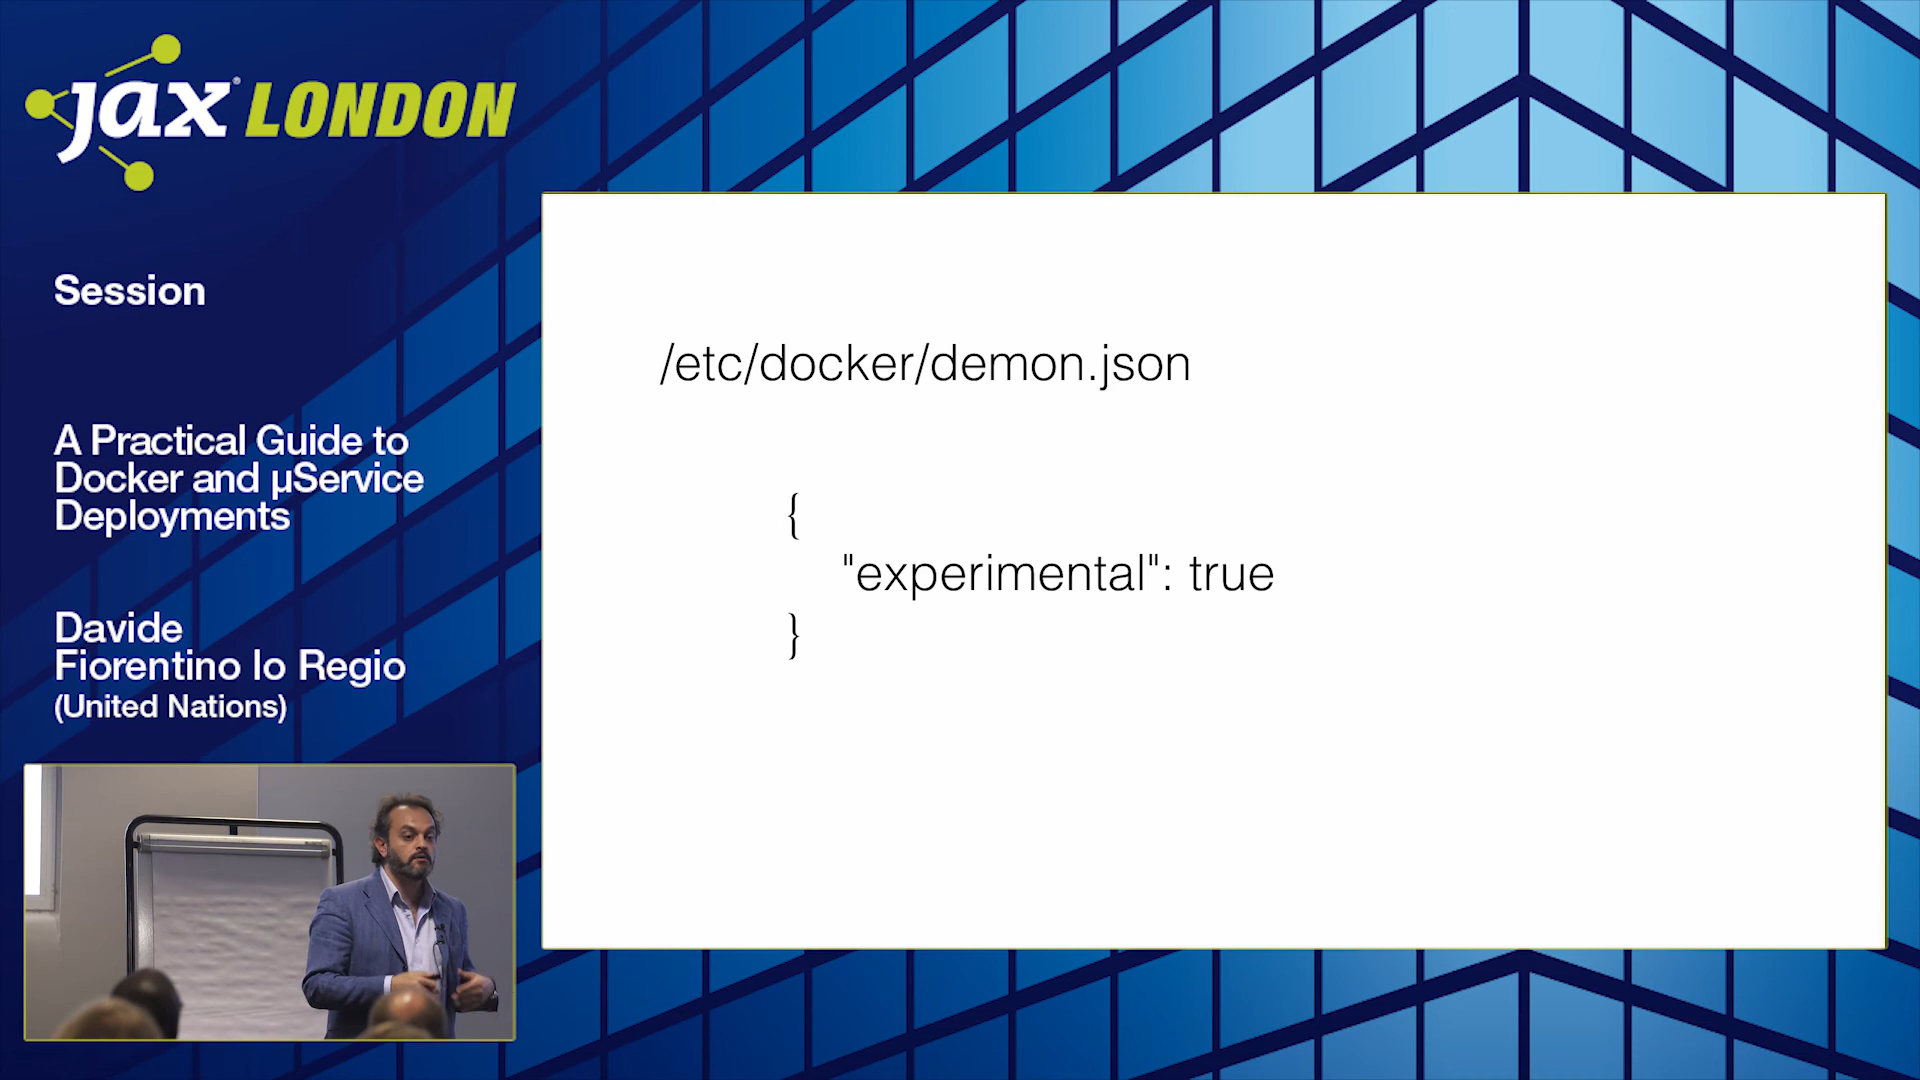 jax® LONDON
Session
A Practical Guide to
Docker and µService
Deployments
Davide
Fiorentino lo Regio
(United Nations)
/etc/docker/demon.json
{
"experimental": true
}